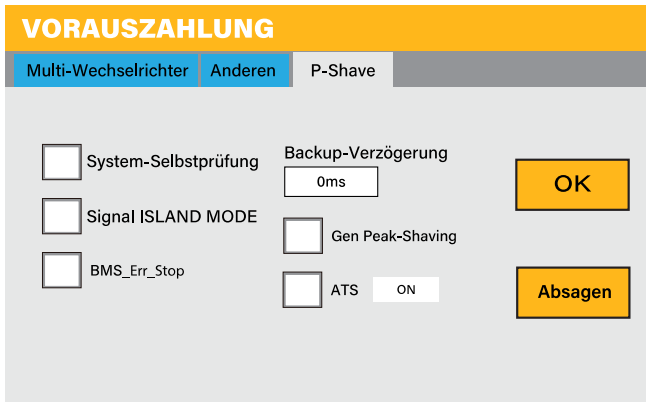 VORAUSZAHLUNG
Multi-Wechselrichter Anderen P-Shave
System-Selbstprüfung
Signal ISLAND MODE
BMS_Err_Stop
Backup-Verzögerung
0ms
Gen Peak-Shaving
ATS ON
OK
Absagen